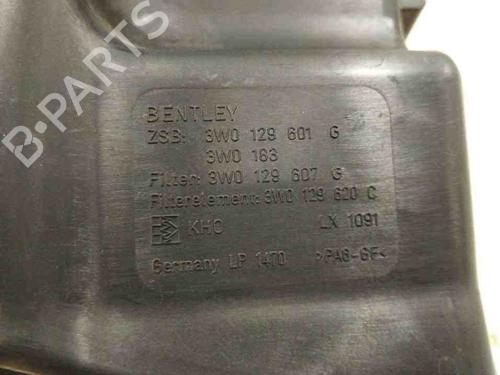 BENTLEY
ZSB: 3W0 129 601 G
3W0 183
Filter: 3W0 129 607 G
Filterelement: 3W0 129 620 C
KHC LX 1091
Germany LP 1470 >PA6-GF<
B-PARTS